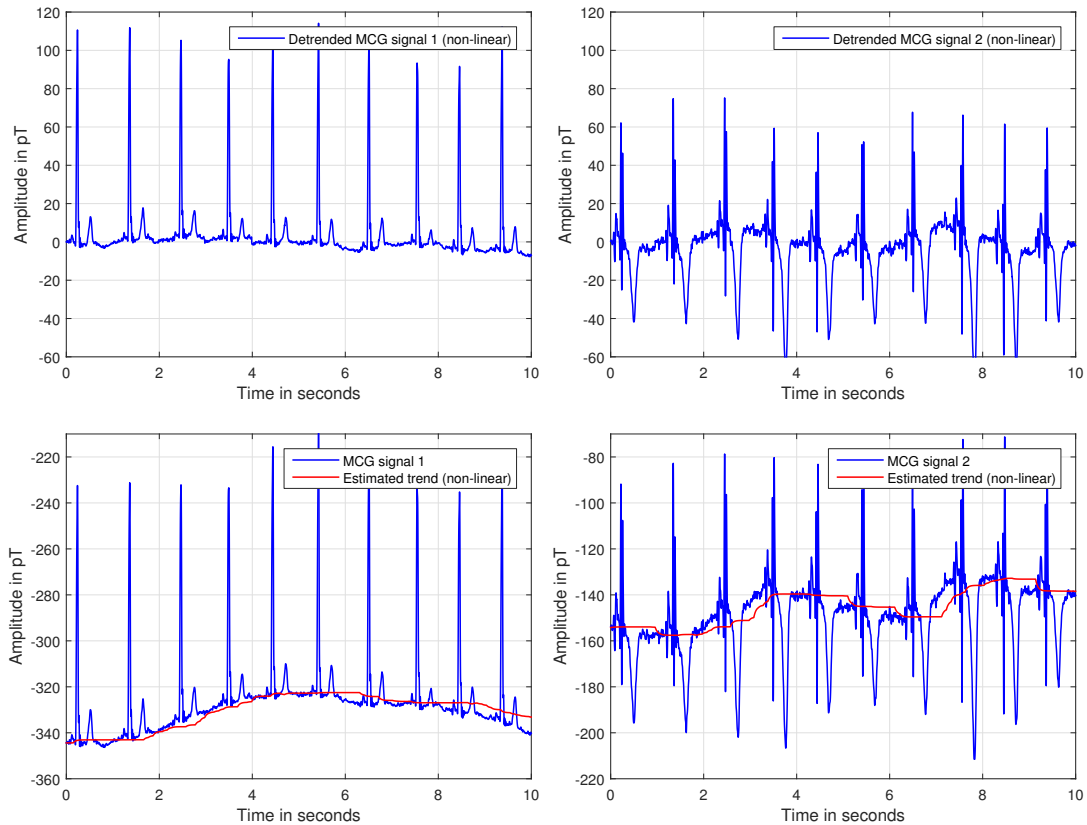 120
100
80
60
40
20
0
-20
-40
-60
Amplitude in pT
Detrended MCG signal 1 (non-linear)
0 2 4 6 8 10
Time in seconds
120
100
80
60
40
20
0
-20
-40
-60
Amplitude in pT
Detrended MCG signal 2 (non-linear)
0 2 4 6 8 10
Time in seconds
-220
-240
-260
-280
-300
-320
-340
-360
Amplitude in pT
MCG signal 1
Estimated trend (non-linear)
0 2 4 6 8 10
Time in seconds
-80
-100
-120
-140
-160
-180
-200
-220
Amplitude in pT
MCG signal 2
Estimated trend (non-linear)
0 2 4 6 8 10
Time in seconds